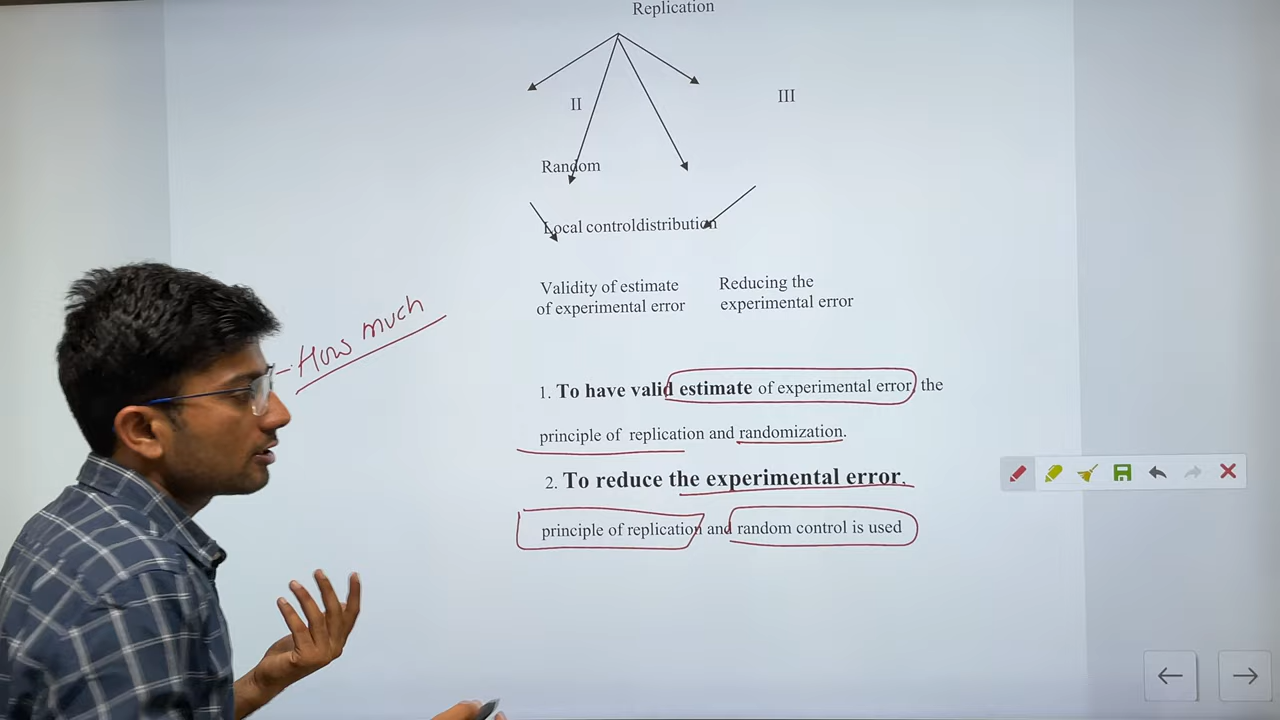 Replication
II
III
Random
Local controldistribution
Validity of estimate
of experimental error
Reducing the
experimental error
How much
1. To have valid estimate of experimental error, the
principle of replication and randomization.
2. To reduce the experimental error,
principle of replication and random control is used